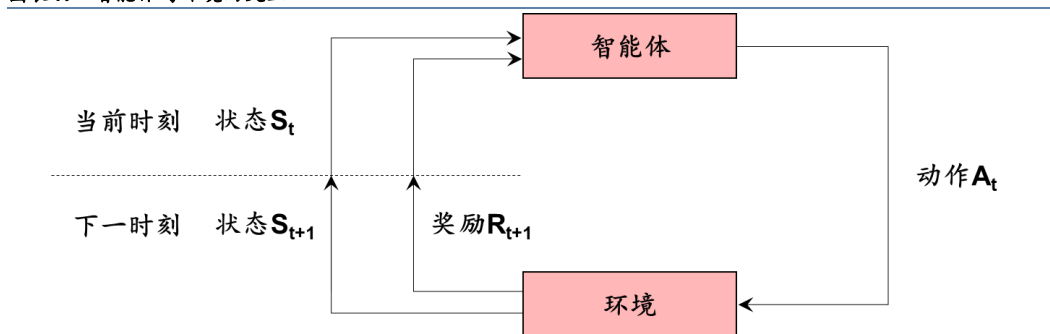 智能体
当前时刻 状态St
动作At
下一时刻 状态St+1
奖励Rt+1
环境